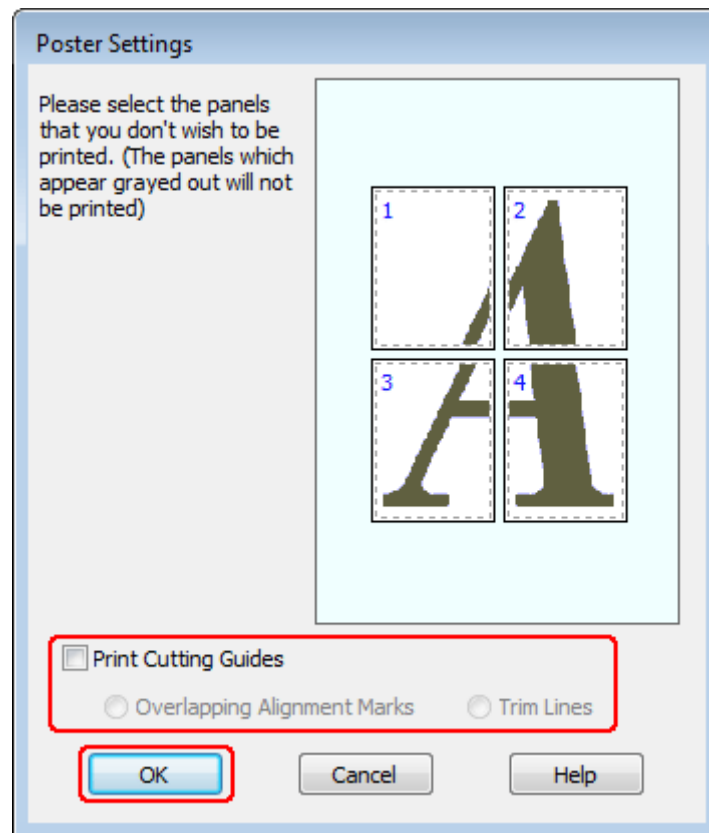 Poster Settings
Please select the panels
that you don't wish to be
printed. (The panels which
appear grayed out will not
be printed)
1
2
3
4
A
Print Cutting Guides
Overlapping Alignment Marks
Trim Lines
OK
Cancel
Help